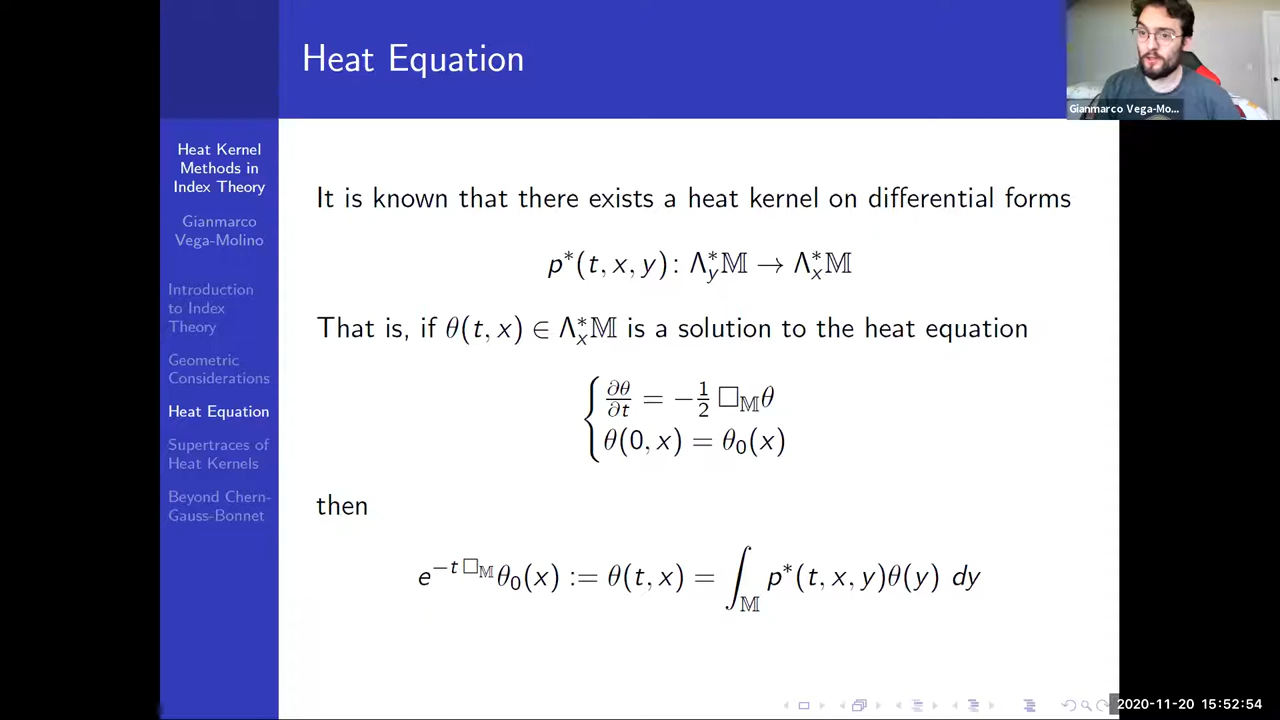 Heat Equation
Gianmarco Vega-Mo...
Heat Kernel
Methods in
Index Theory
Gianmarco
Vega-Molino
Introduction
to Index
Theory
Geometric
Considerations
Heat Equation
Supertraces of
Heat Kernels
Beyond Chern-
Gauss-Bonnet
It is known that there exists a heat kernel on differential forms
p*(t, x, y): Λ*_y𝕄 → Λ*_x𝕄
That is, if θ(t, x) ∈ Λ*_x𝕄 is a solution to the heat equation
∂θ/∂t = −1/2 □_𝕄θ
θ(0, x) = θ₀(x)
then
e^{−t□_𝕄}θ₀(x) := θ(t, x) = ∫_𝕄 p*(t, x, y)θ(y) dy
2020-11-20 15:52:54